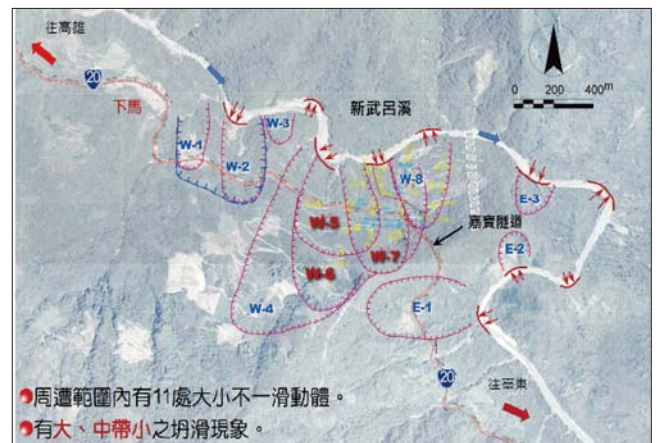 往高雄
20
下馬
新武呂溪
0 200 400m
W-1
W-2
W-3
W-8
W-5
W-7
W-6
W-4
E-3
E-2
嘉寶隧道
E-1
20
往臺東
●周遭範圍內有11處大小不一滑動體。
●有大、中帶小之坍滑現象。